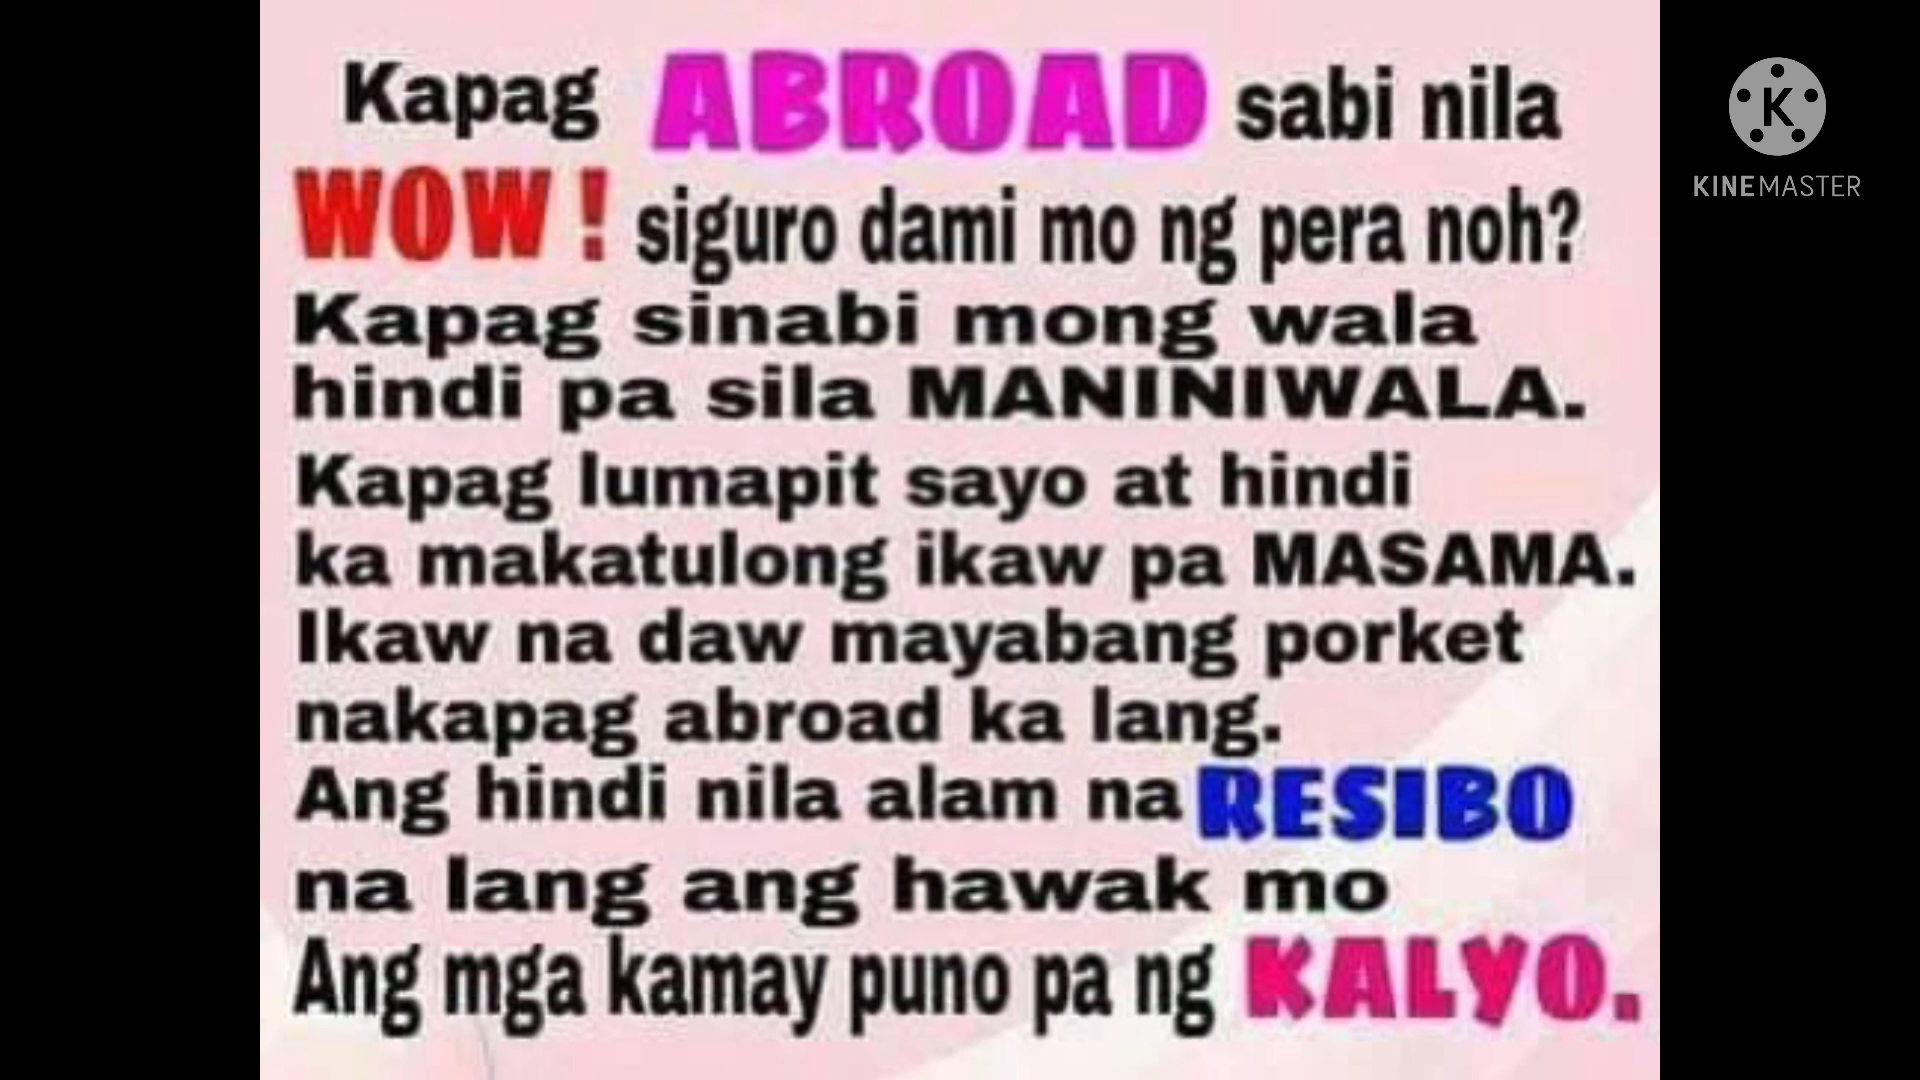 Kapag ABROAD sabi nila
WOW! siguro dami mo ng pera noh?
Kapag sinabi mong wala
hindi pa sila MANINIWALA.
Kapag lumapit sayo at hindi
ka makatulong ikaw pa MASAMA.
Ikaw na daw mayabang porket
nakapag abroad ka lang.
Ang hindi nila alam na RESIBO
na lang ang hawak mo
Ang mga kamay puno pa ng KALYO.
K
KINEMASTER